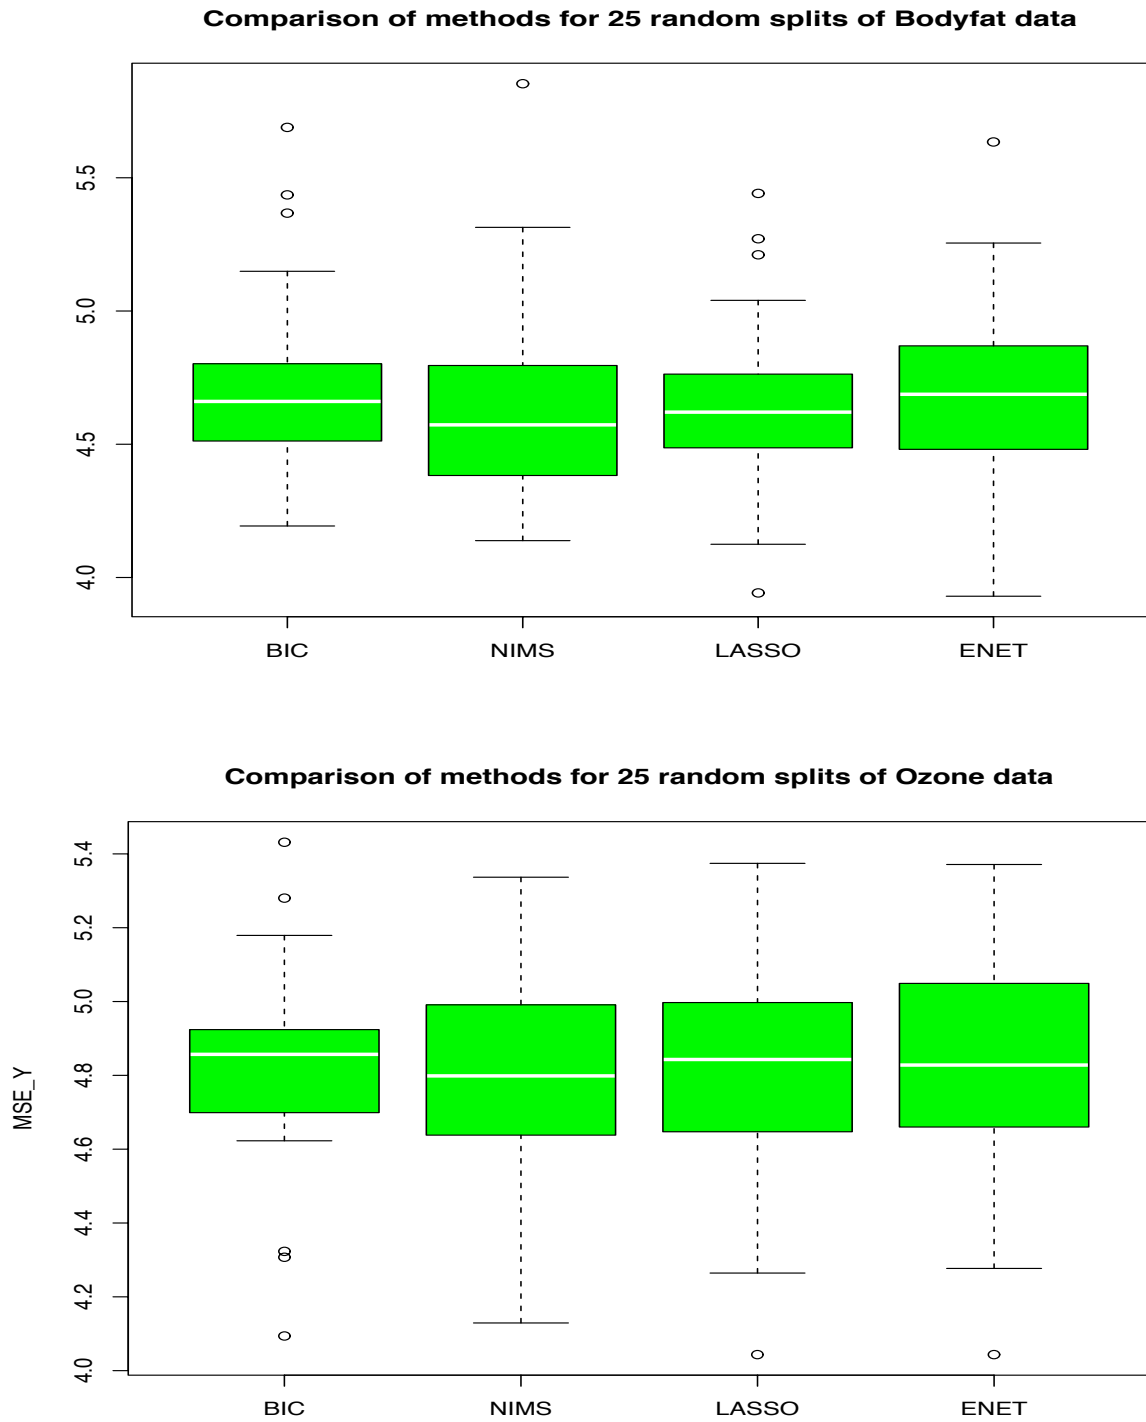 Comparison of methods for 25 random splits of Bodyfat data
5.5
5.0
4.5
4.0
BIC NIMS LASSO ENET
Comparison of methods for 25 random splits of Ozone data
MSE_Y
5.4
5.2
5.0
4.8
4.6
4.4
4.2
4.0
BIC NIMS LASSO ENET